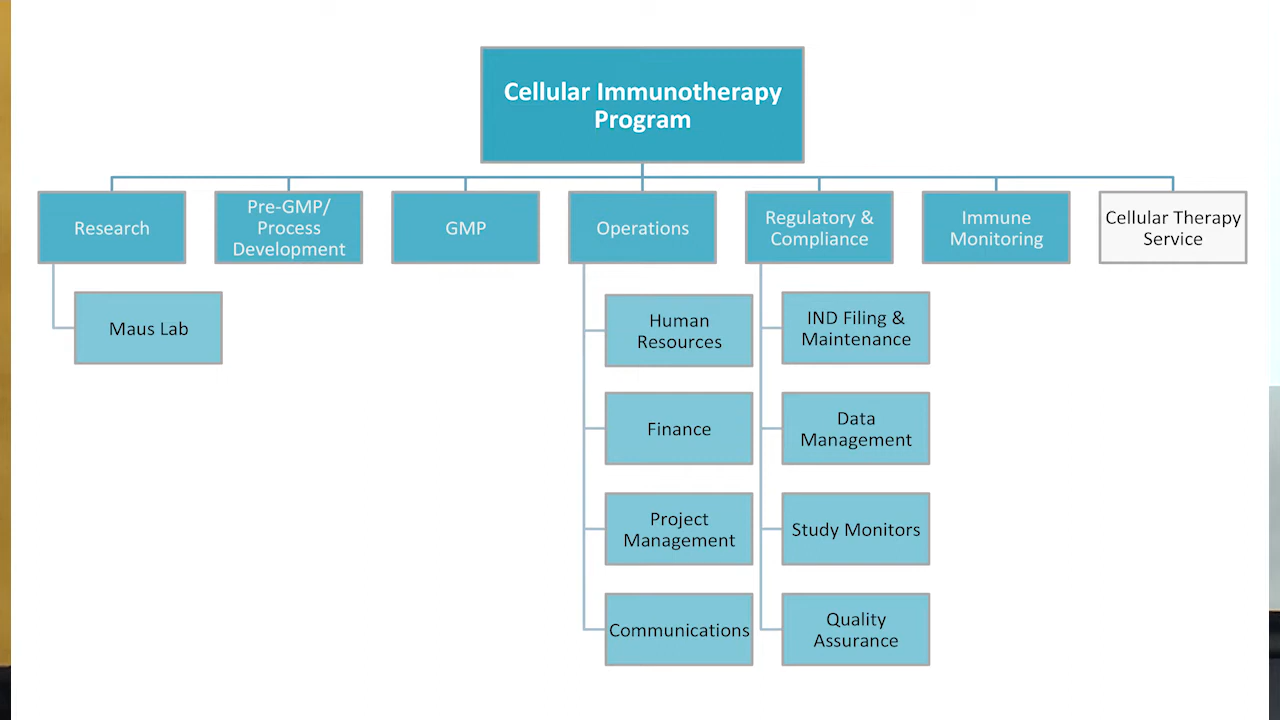 Cellular Immunotherapy
Program
Research
Pre-GMP/
Process
Development
GMP
Operations
Regulatory &
Compliance
Immune
Monitoring
Cellular Therapy
Service
Maus Lab
Human
Resources
Finance
Project
Management
Communications
IND Filing &
Maintenance
Data
Management
Study Monitors
Quality
Assurance